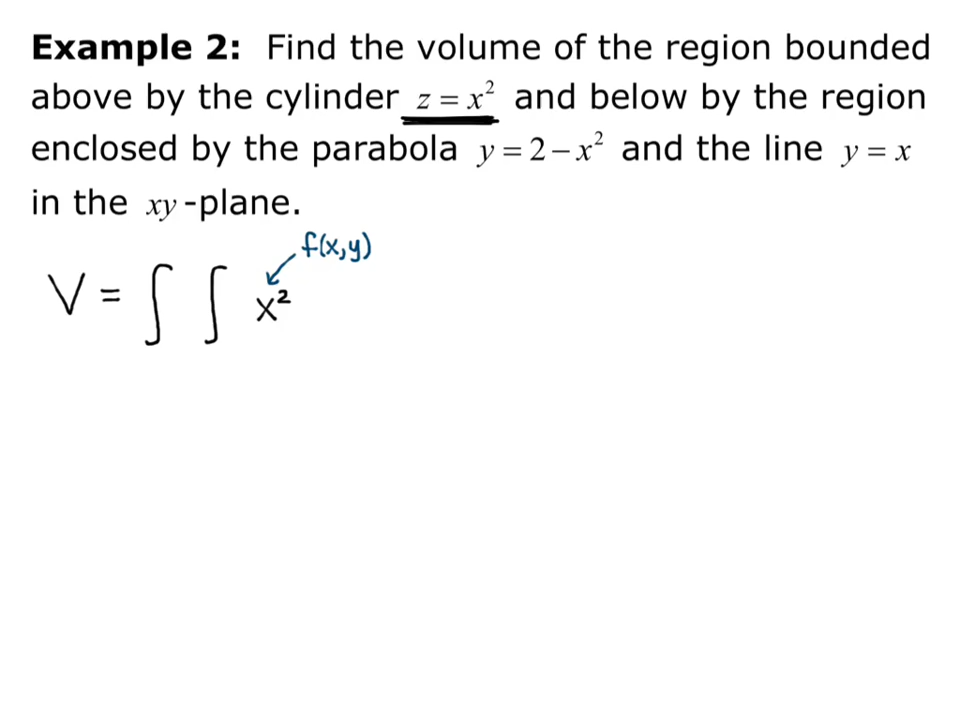 Example 2: Find the volume of the region bounded
above by the cylinder z = x² and below by the region
enclosed by the parabola y = 2 – x² and the line y = x
in the xy-plane.
f(x,y)
V = ∫ ∫ x²